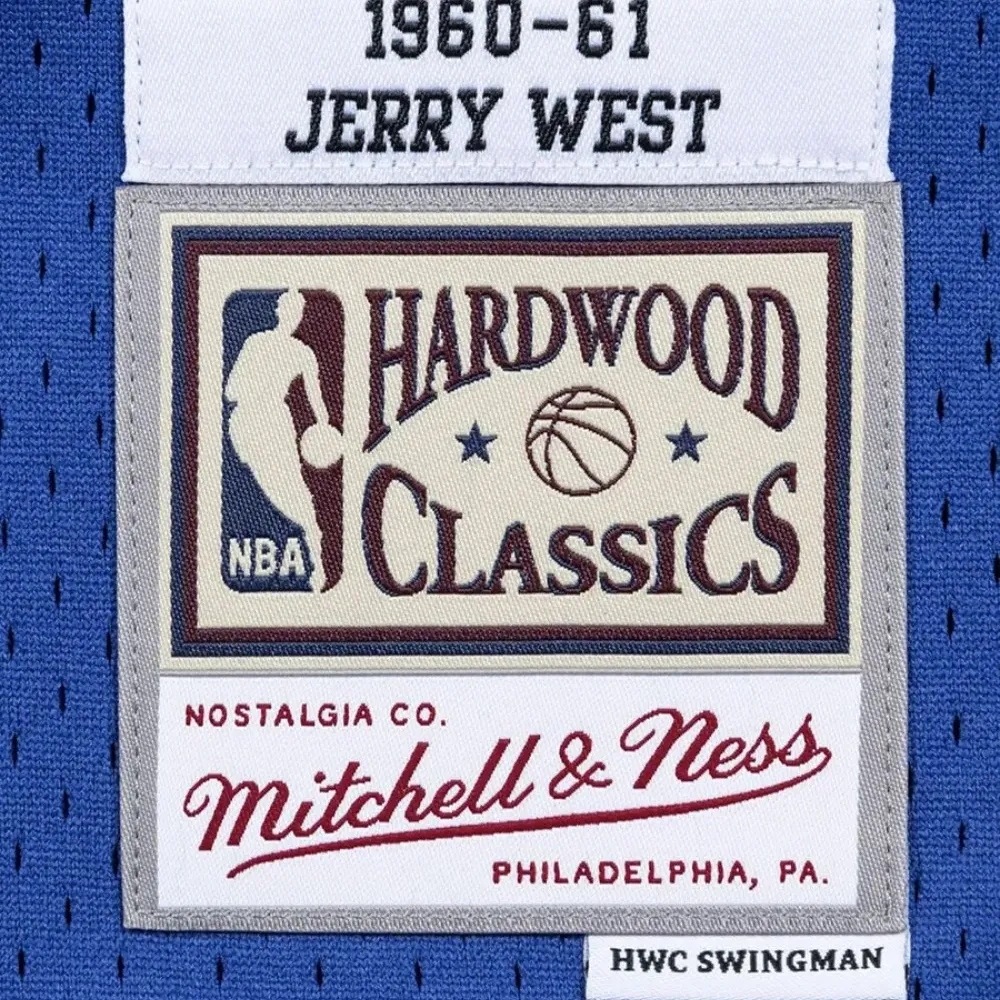 1960-61
JERRY WEST
HARDWOOD
CLASSICS
NBA
NOSTALGIA CO.
Mitchell & Ness
PHILADELPHIA, PA.
HWC SWINGMAN